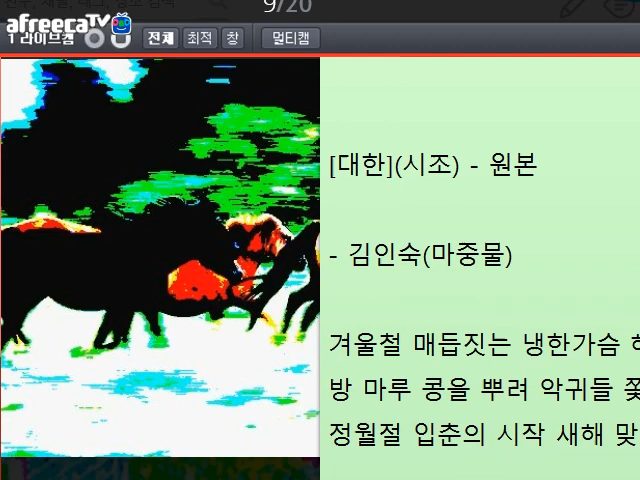 9/20
afreecaTV
1 라이브캠
전체 최적 창 멀티캠
[대한](시조) - 원본
- 김인숙(마중물)
겨울철 매듭짓는 냉한가슴
방 마루 콩을 뿌려 악귀들
정월절 입춘의 시작 새해 맞